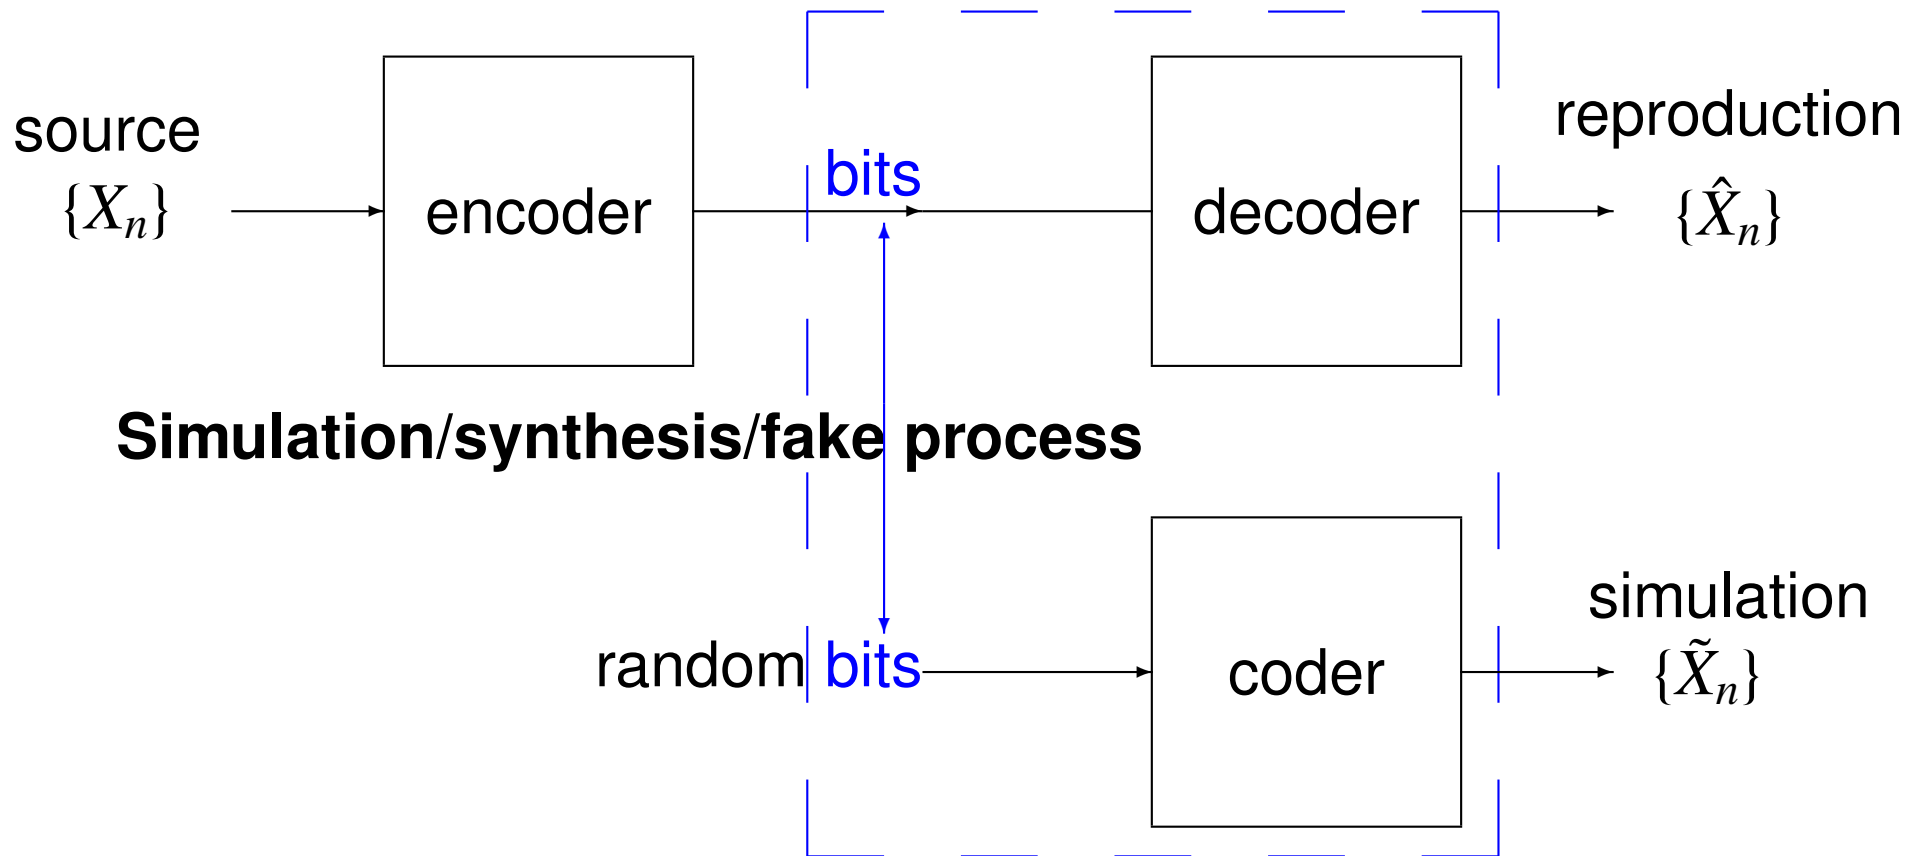 source
{Xₙ}
encoder
bits
decoder
reproduction
{X̂ₙ}
Simulation/synthesis/fake process
random bits
coder
simulation
{X̃ₙ}